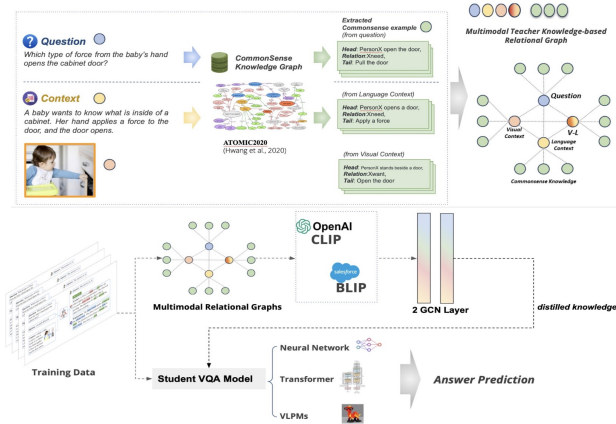 Question
Which type of force from the baby's hand
opens the cabinet door?
CommonSense
Knowledge Graph
Extracted
Commonsense example
(from question)
Head: PersonX open the door,
Relation:Xneed,
Tail: Pull the door
Multimodal Teacher Knowledge-based
Relational Graph
Context
A baby wants to know what is inside of a
cabinet. Her hand applies a force to the
door, and the door opens.
ATOMIC2020
(Hwang et al., 2020)
(from Language Context)
Head: PersonX opens a door,
Relation:Xneed,
Tail: Apply a force
(from Visual Context)
Head: PersonX stands beside a door,
Relation:Xwant,
Tail: Open the door
Question
Visual
Context
V-L
Language
Context
Commonsense Knowledge
Training Data
Multimodal Relational Graphs
OpenAI
CLIP
salesforce
BLIP
2 GCN Layer
distilled knowledge
Student VQA Model
Neural Network
Transformer
VLPMs
Answer Prediction